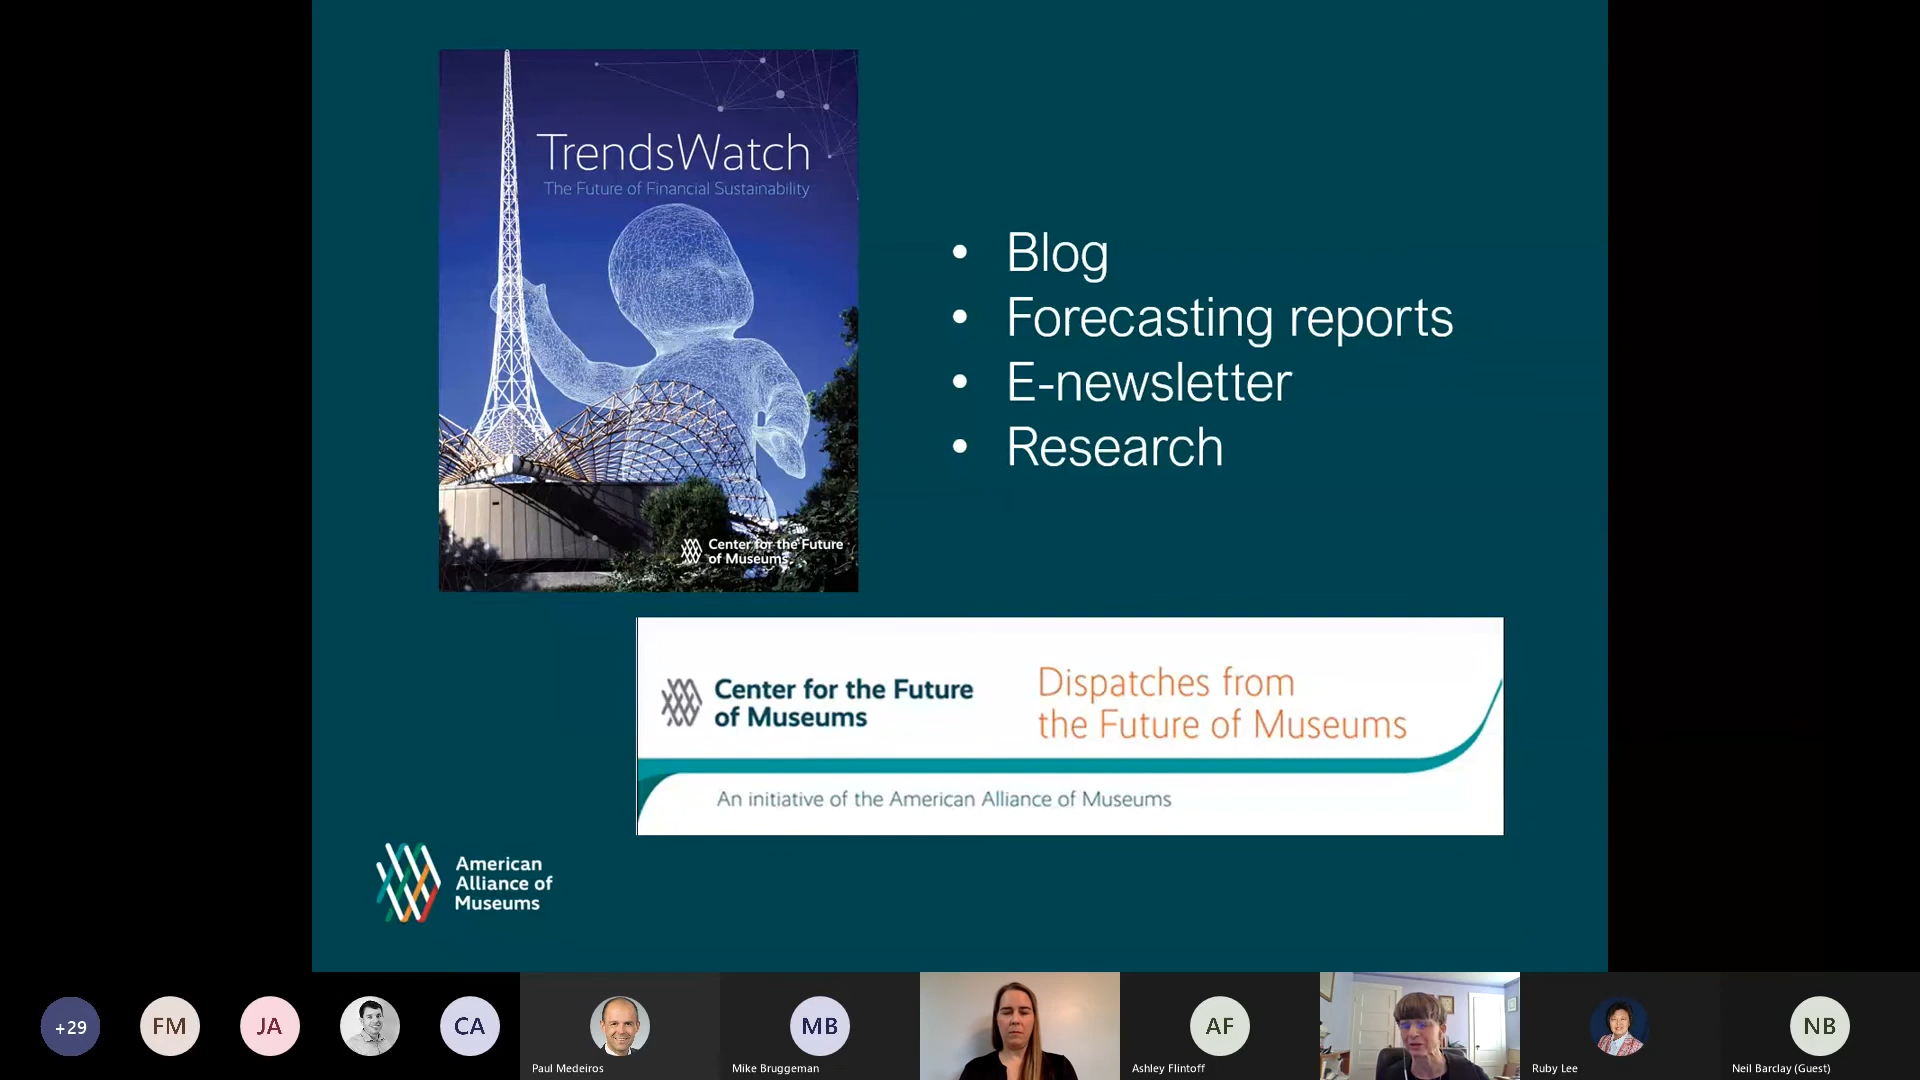 TrendsWatch
The Future of Financial Sustainability
Center for the Future
of Museums
• Blog
• Forecasting reports
• E-newsletter
• Research
Center for the Future
of Museums
Dispatches from
the Future of Museums
An initiative of the American Alliance of Museums
American
Alliance of
Museums
+29
FM
JA
CA
Paul Medeiros
MB
Mike Bruggeman
AF
Ashley Flintoff
Ruby Lee
NB
Neil Barclay (Guest)